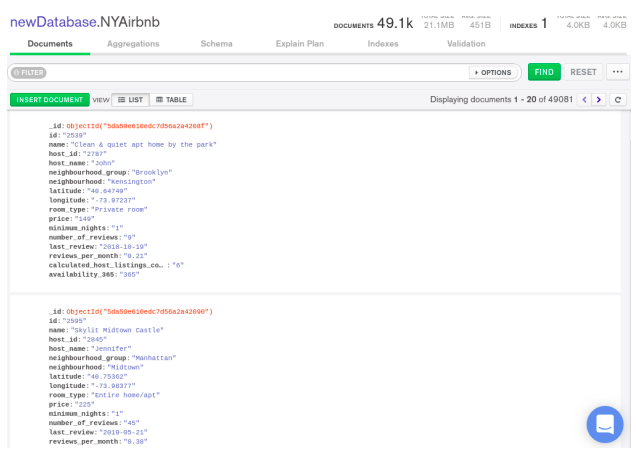 newDatabase.NYAirbnb
DOCUMENTS 49.1k TOTAL SIZE 21.1MB AVG. SIZE 451B INDEXES 1 TOTAL SIZE 4.0KB AVG. SIZE 4.0KB
Documents Aggregations Schema Explain Plan Indexes Validation
FILTER OPTIONS FIND RESET ...
INSERT DOCUMENT VIEW LIST TABLE Displaying documents 1 - 20 of 49081
_id: ObjectId("5da59e610edc7d56a2a4288f")
id: "2539"
name: "Clean & quiet apt home by the park"
host_id: "2787"
host_name: "John"
neighbourhood_group: "Brooklyn"
neighbourhood: "Kensington"
latitude: "40.64749"
longitude: "-73.97237"
room_type: "Private room"
price: "149"
minimum_nights: "1"
number_of_reviews: "9"
last_review: "2018-10-19"
reviews_per_month: "0.21"
calculated_host_listings_co… : "6"
availability_365: "365"
_id: ObjectId("5da59e610edc7d56a2a42890")
id: "2595"
name: "Skylit Midtown Castle"
host_id: "2845"
host_name: "Jennifer"
neighbourhood_group: "Manhattan"
neighbourhood: "Midtown"
latitude: "40.75362"
longitude: "-73.98377"
room_type: "Entire home/apt"
price: "225"
minimum_nights: "1"
number_of_reviews: "45"
last_review: "2019-05-21"
reviews_per_month: "0.38"